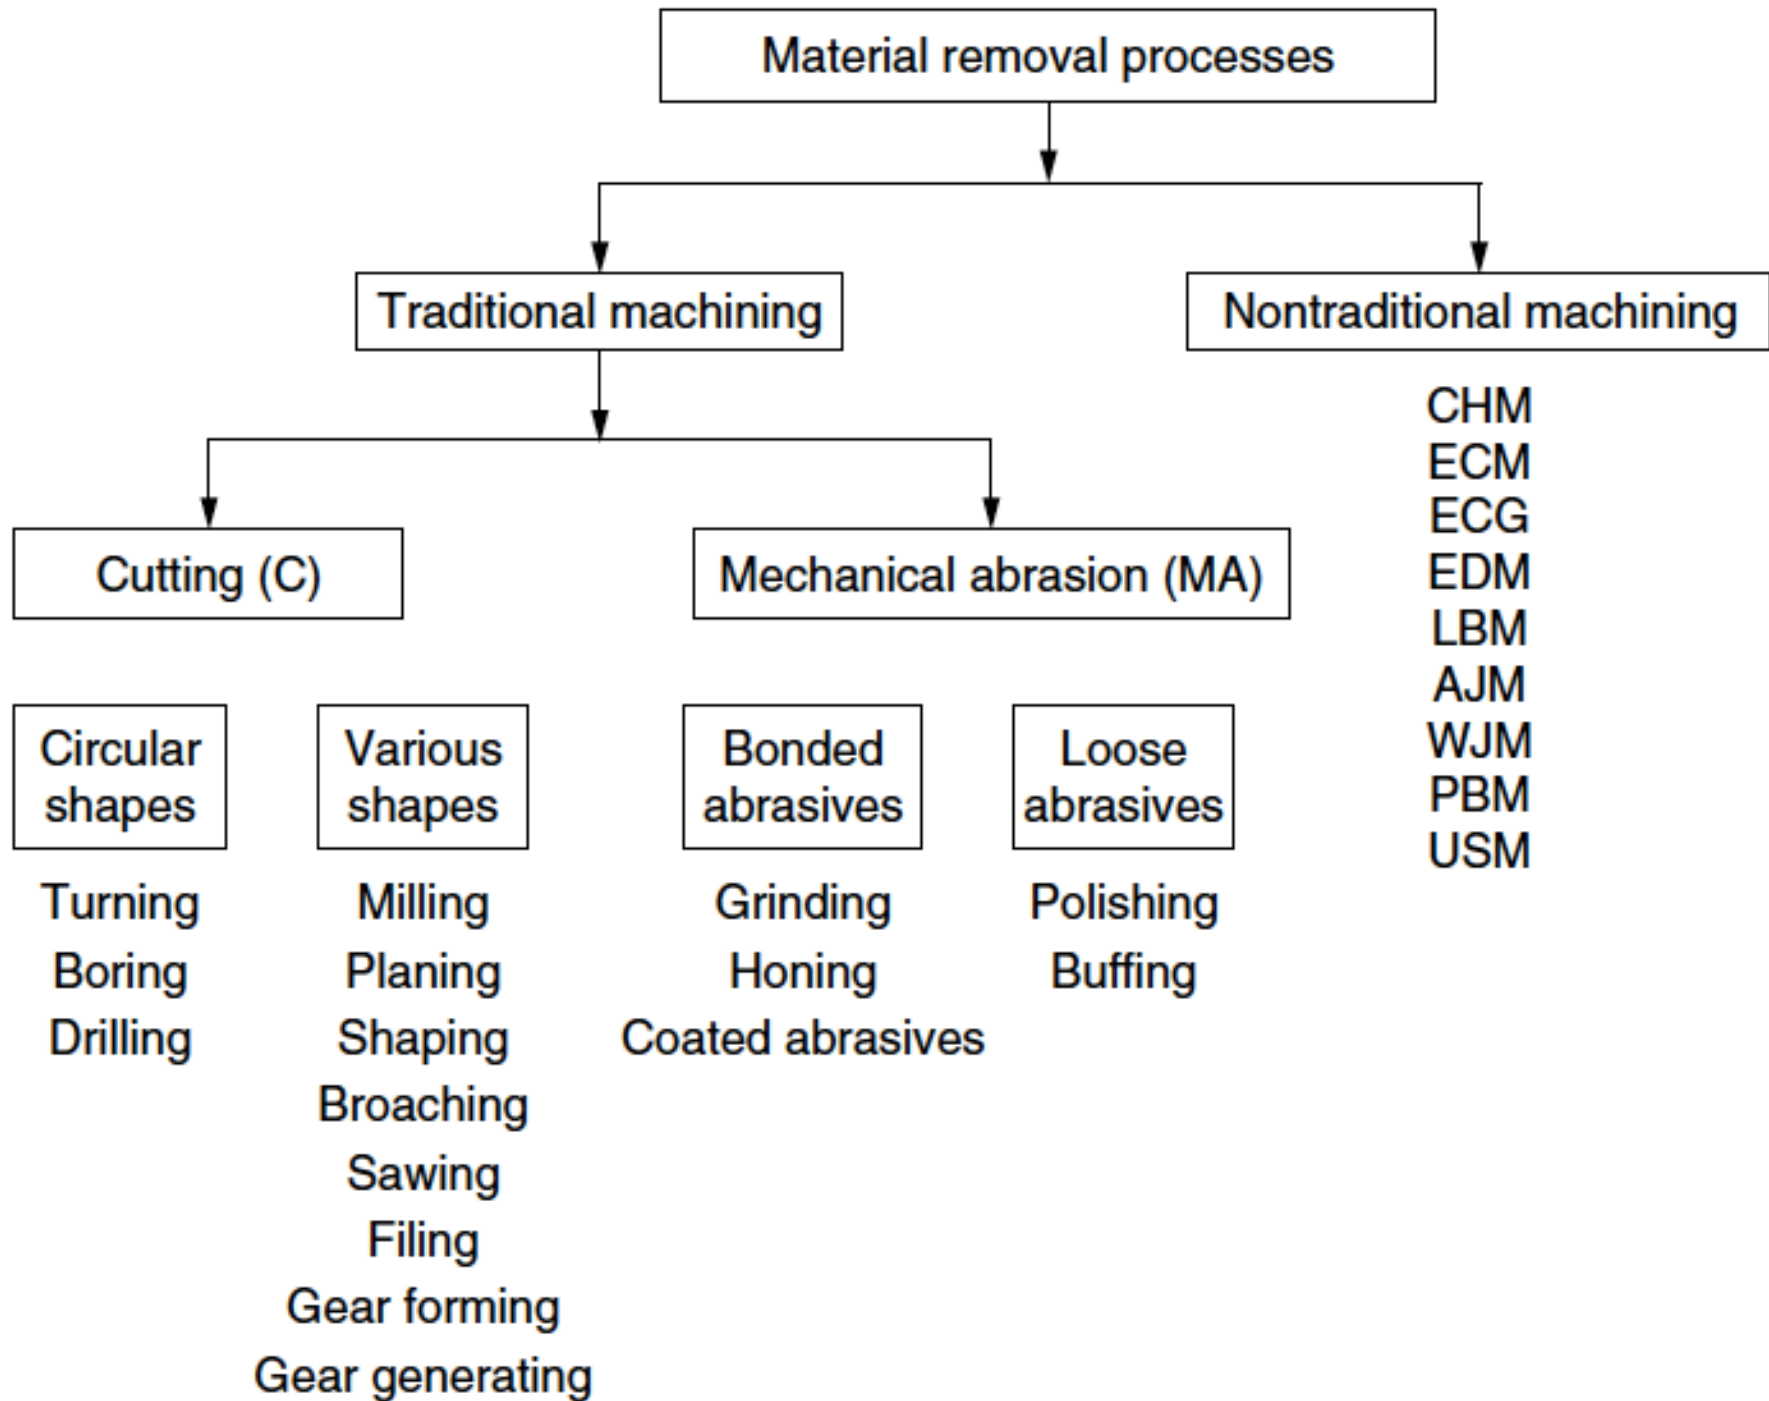 Material removal processes
Traditional machining
Nontraditional machining
CHM
ECM
ECG
EDM
LBM
AJM
WJM
PBM
USM
Cutting (C)
Mechanical abrasion (MA)
Circular
shapes
Turning
Boring
Drilling
Various
shapes
Milling
Planing
Shaping
Broaching
Sawing
Filing
Gear forming
Gear generating
Bonded
abrasives
Grinding
Honing
Coated abrasives
Loose
abrasives
Polishing
Buffing